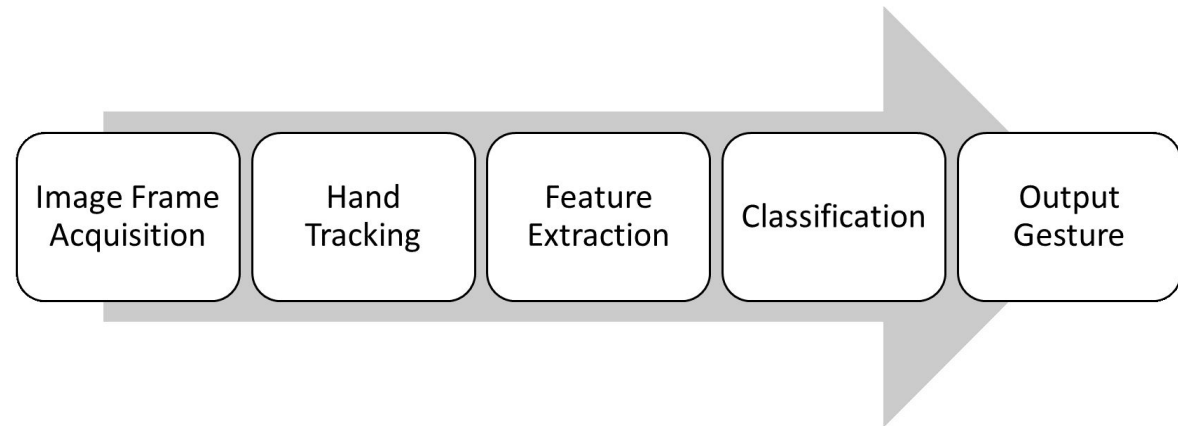 Image Frame
Acquisition
Hand
Tracking
Feature
Extraction
Classification
Output
Gesture